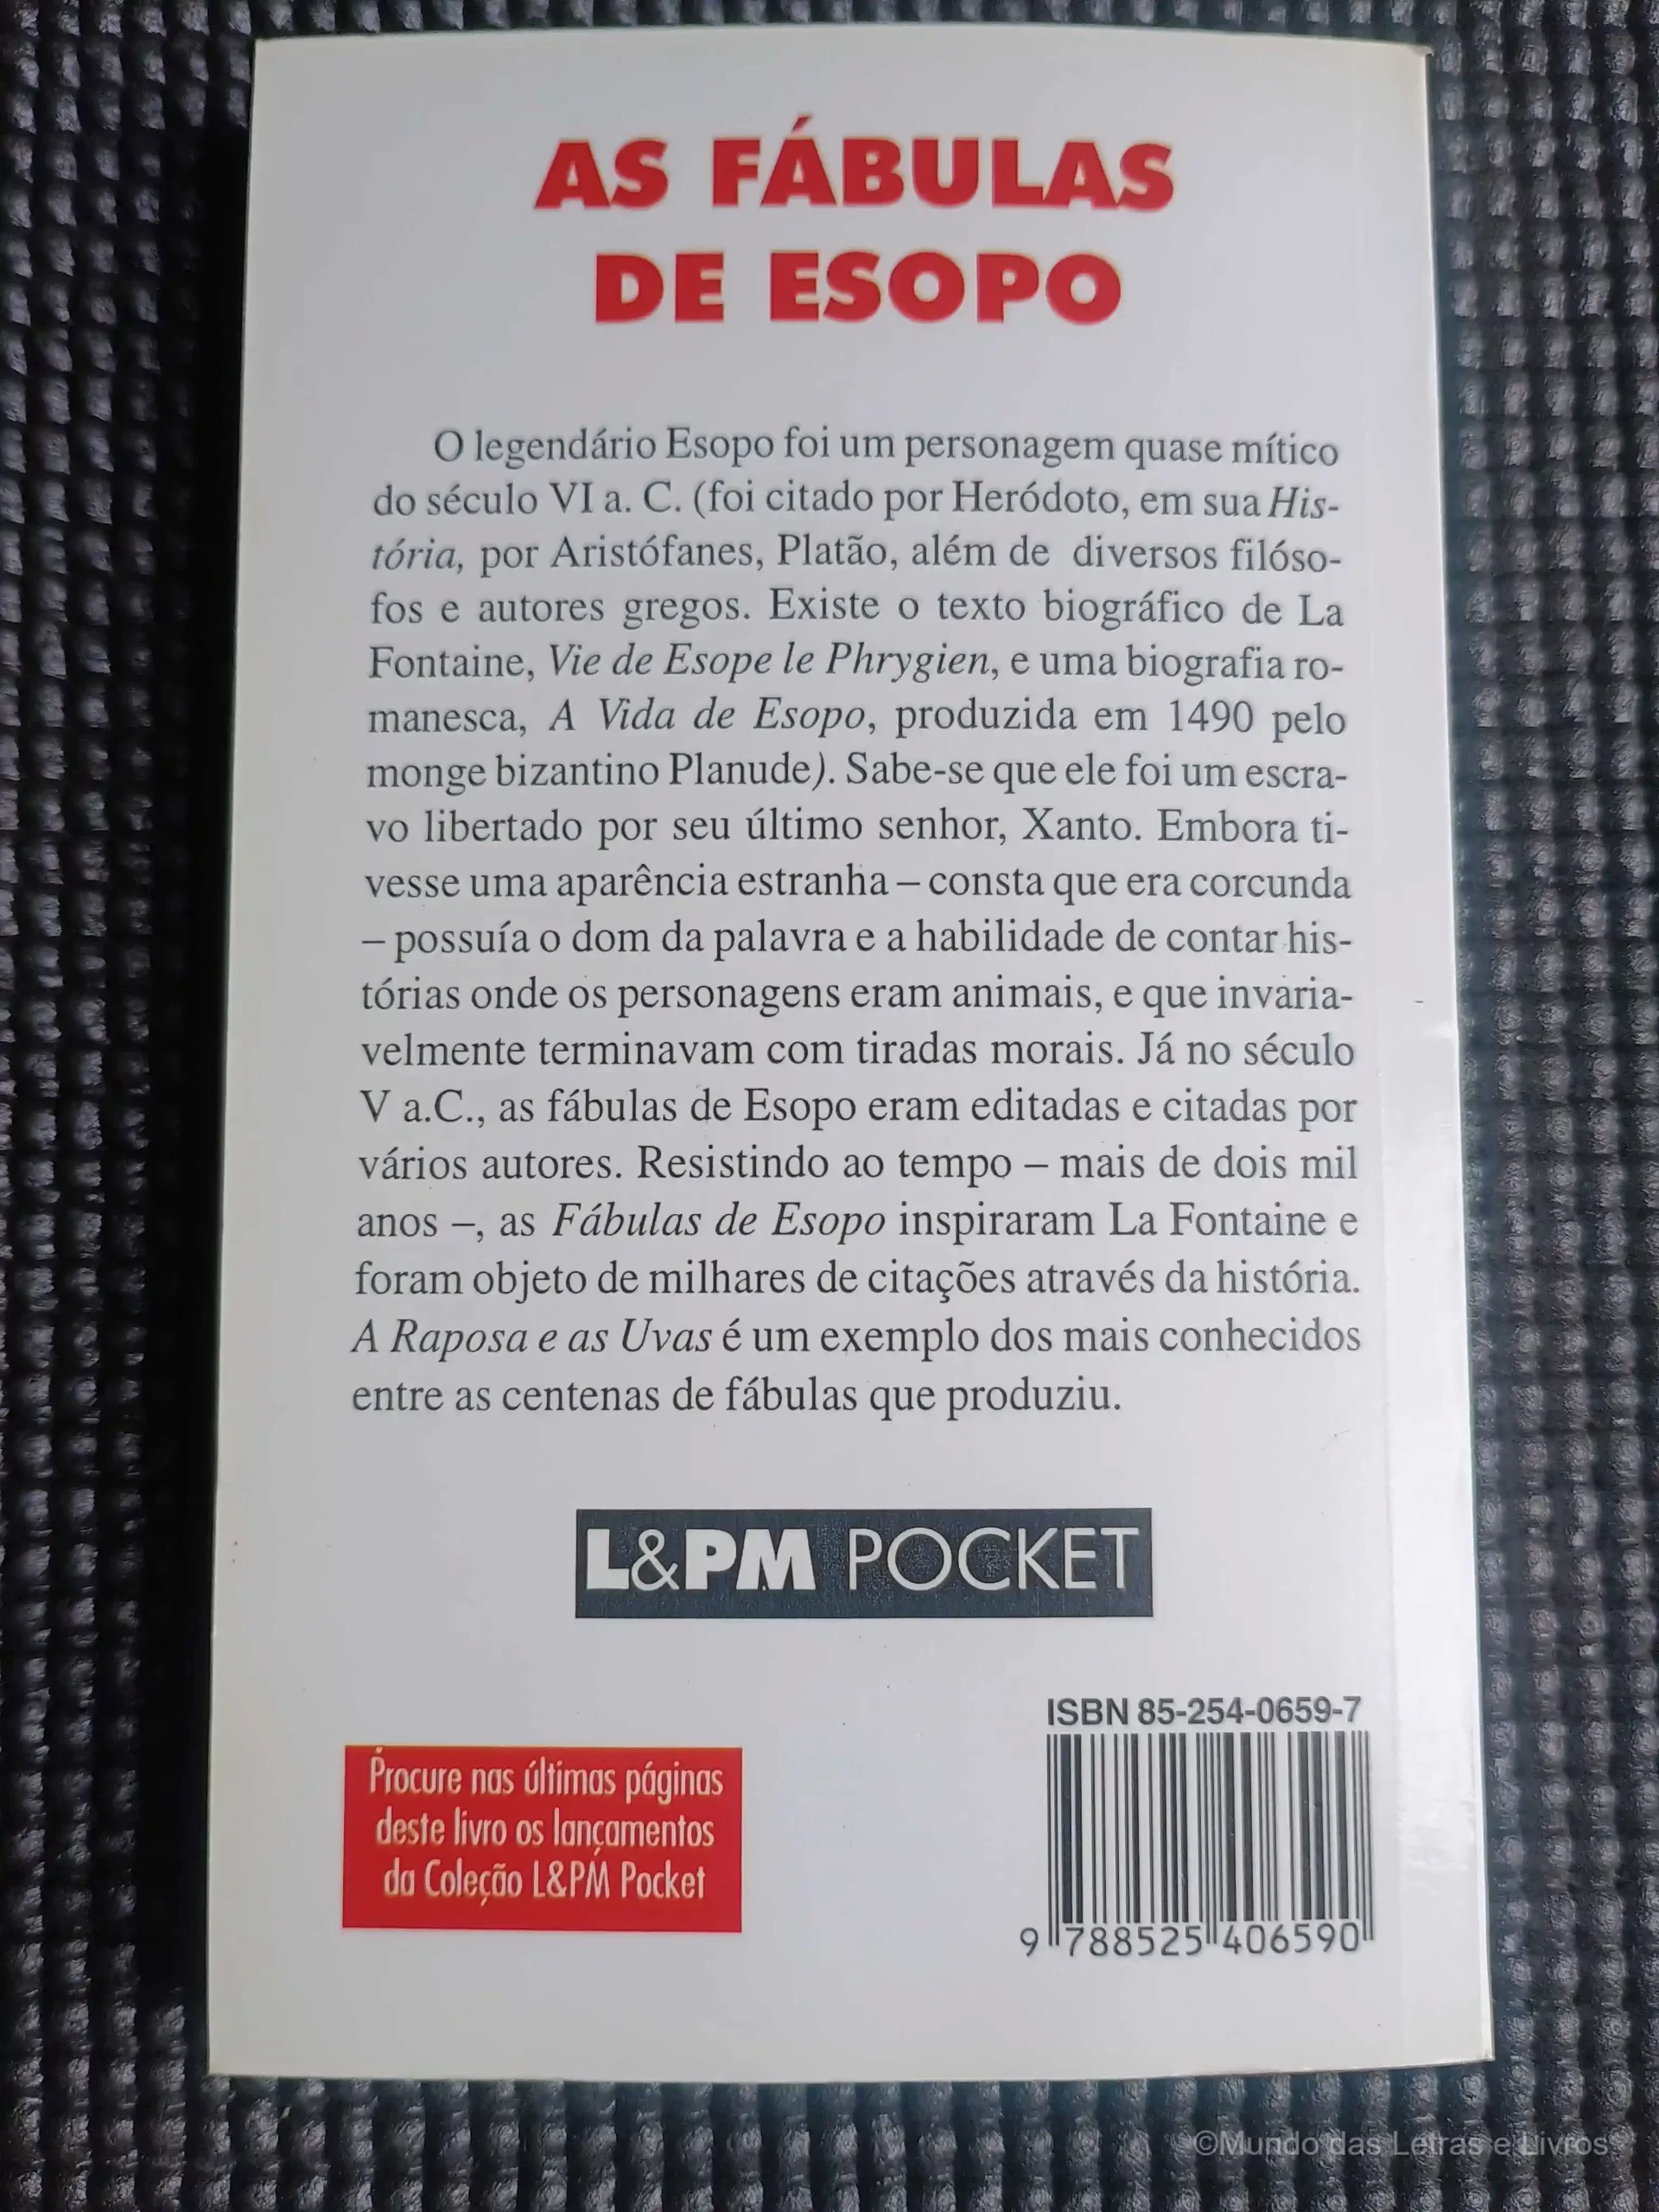 AS FÁBULAS
DE ESOPO
O legendário Esopo foi um personagem quase mítico
do século VI a. C. (foi citado por Heródoto, em sua His-
tória, por Aristófanes, Platão, além de diversos filóso-
fos e autores gregos. Existe o texto biográfico de La
Fontaine, Vie de Esope le Phrygien, e uma biografia ro-
manesca, A Vida de Esopo, produzida em 1490 pelo
monge bizantino Planude). Sabe-se que ele foi um escra-
vo libertado por seu último senhor, Xanto. Embora ti-
vesse uma aparência estranha – consta que era corcunda
– possuía o dom da palavra e a habilidade de contar his-
tórias onde os personagens eram animais, e que invaria-
velmente terminavam com tiradas morais. Já no século
V a.C., as fábulas de Esopo eram editadas e citadas por
vários autores. Resistindo ao tempo – mais de dois mil
anos –, as Fábulas de Esopo inspiraram La Fontaine e
foram objeto de milhares de citações através da história.
A Raposa e as Uvas é um exemplo dos mais conhecidos
entre as centenas de fábulas que produziu.
L&PM POCKET
ISBN 85-254-0659-7
Procure nas últimas páginas
deste livro os lançamentos
da Coleção L&PM Pocket
9 788525 406590
©Mundo das Letras e Livros